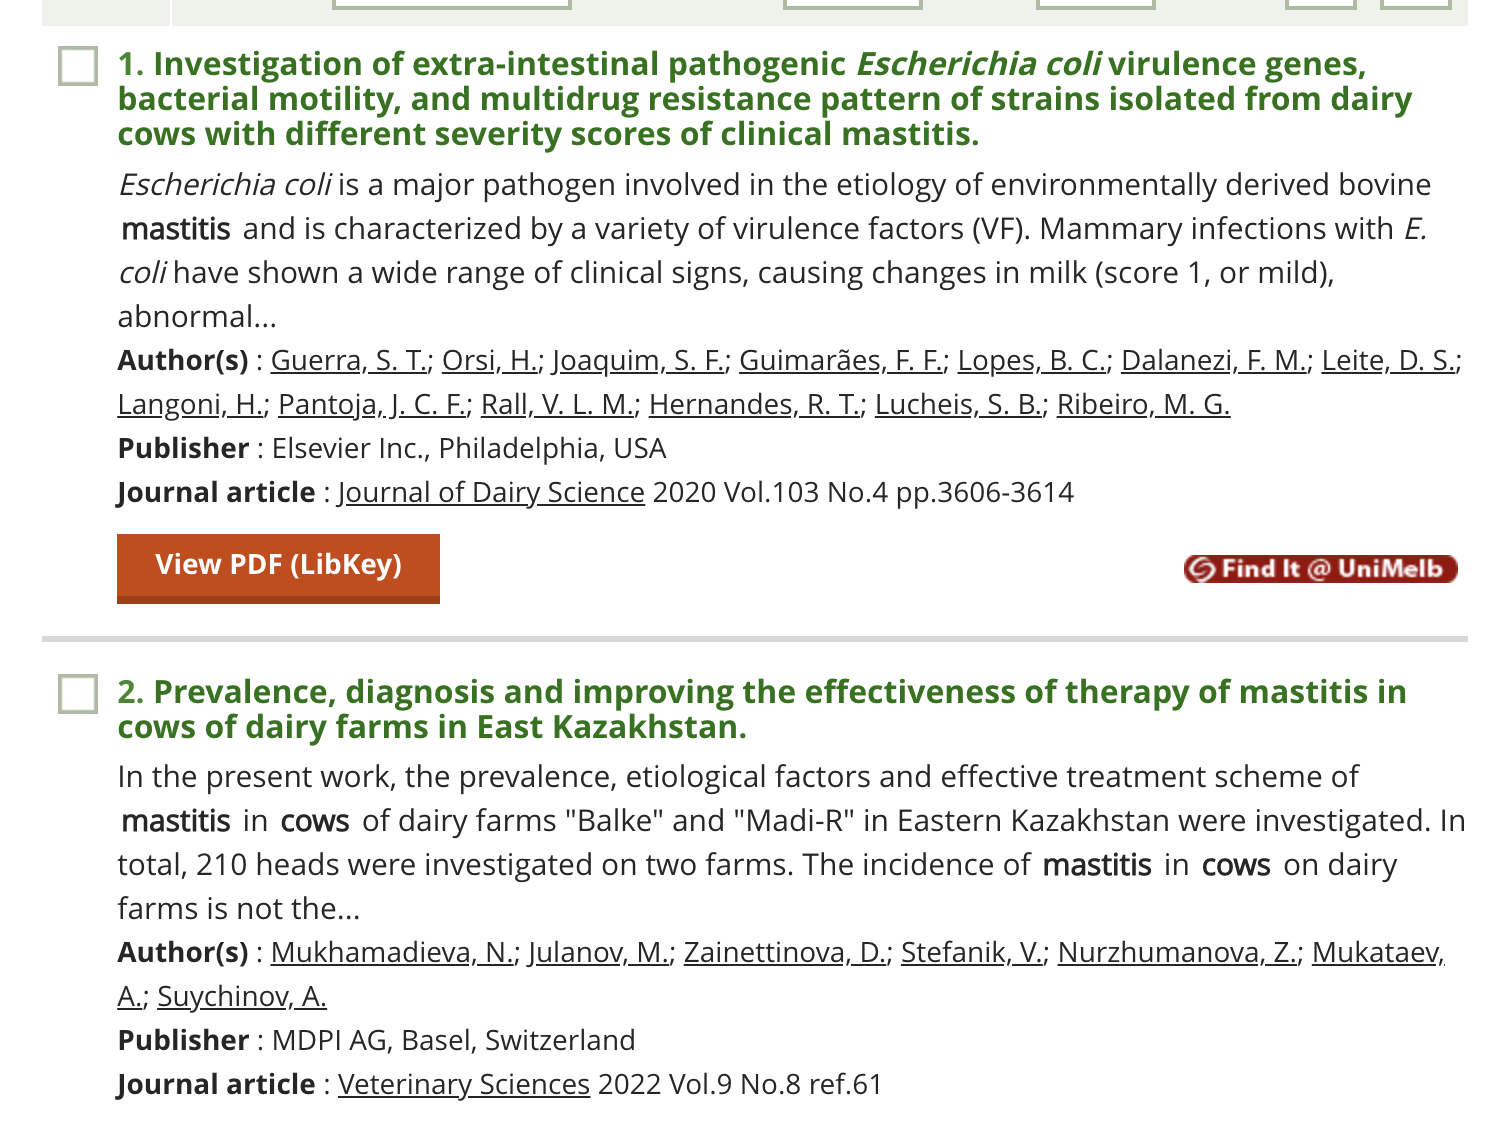 1. Investigation of extra-intestinal pathogenic Escherichia coli virulence genes,
bacterial motility, and multidrug resistance pattern of strains isolated from dairy
cows with different severity scores of clinical mastitis.
Escherichia coli is a major pathogen involved in the etiology of environmentally derived bovine
mastitis and is characterized by a variety of virulence factors (VF). Mammary infections with E.
coli have shown a wide range of clinical signs, causing changes in milk (score 1, or mild),
abnormal...
Author(s) : Guerra, S. T.; Orsi, H.; Joaquim, S. F.; Guimarães, F. F.; Lopes, B. C.; Dalanezi, F. M.; Leite, D. S.;
Langoni, H.; Pantoja, J. C. F.; Rall, V. L. M.; Hernandes, R. T.; Lucheis, S. B.; Ribeiro, M. G.
Publisher : Elsevier Inc., Philadelphia, USA
Journal article : Journal of Dairy Science 2020 Vol.103 No.4 pp.3606-3614
View PDF (LibKey)
Find It @ UniMelb
2. Prevalence, diagnosis and improving the effectiveness of therapy of mastitis in
cows of dairy farms in East Kazakhstan.
In the present work, the prevalence, etiological factors and effective treatment scheme of
mastitis in cows of dairy farms "Balke" and "Madi-R" in Eastern Kazakhstan were investigated. In
total, 210 heads were investigated on two farms. The incidence of mastitis in cows on dairy
farms is not the...
Author(s) : Mukhamadieva, N.; Julanov, M.; Zainettinova, D.; Stefanik, V.; Nurzhumanova, Z.; Mukataev,
A.; Suychinov, A.
Publisher : MDPI AG, Basel, Switzerland
Journal article : Veterinary Sciences 2022 Vol.9 No.8 ref.61